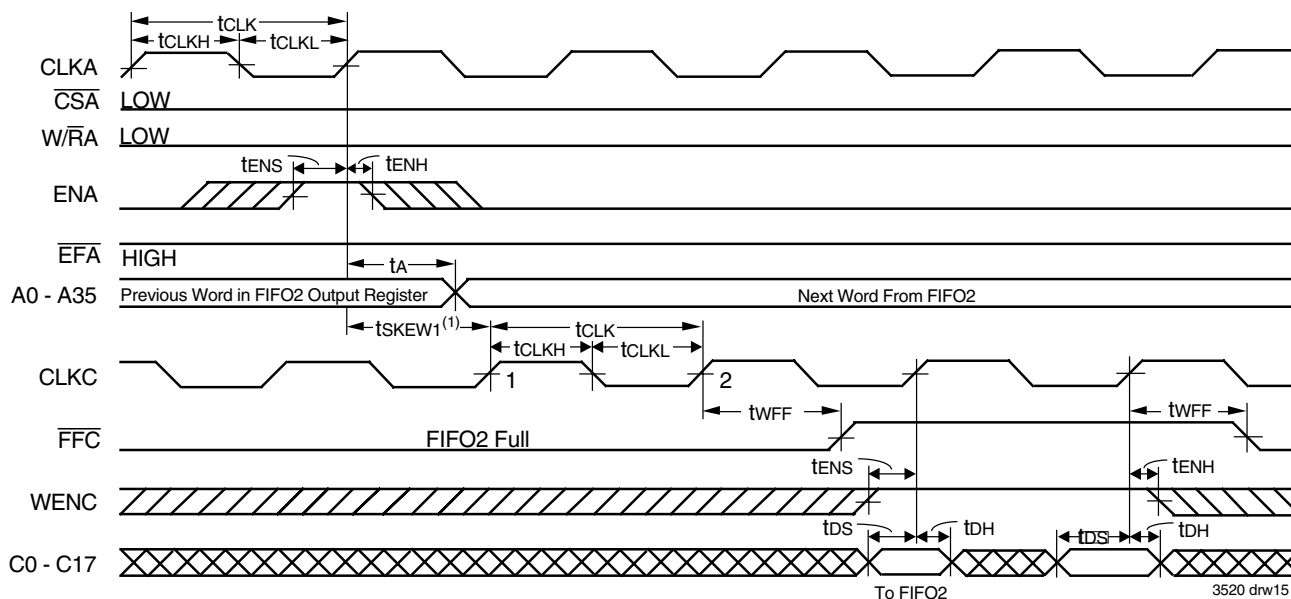 tCLK
tCLKH tCLKL
CLKA
CSA LOW
W/RA LOW
tENS tENH
ENA
EFA HIGH
tA
A0 - A35 Previous Word in FIFO2 Output Register Next Word From FIFO2
tSKEW1(1) tCLK
tCLKH tCLKL
CLKC 1 2
tWFF tWFF
FFC FIFO2 Full
tENS tENH
WENC
tDS tDH tDS tDH
C0 - C17
To FIFO2 3520 drw15